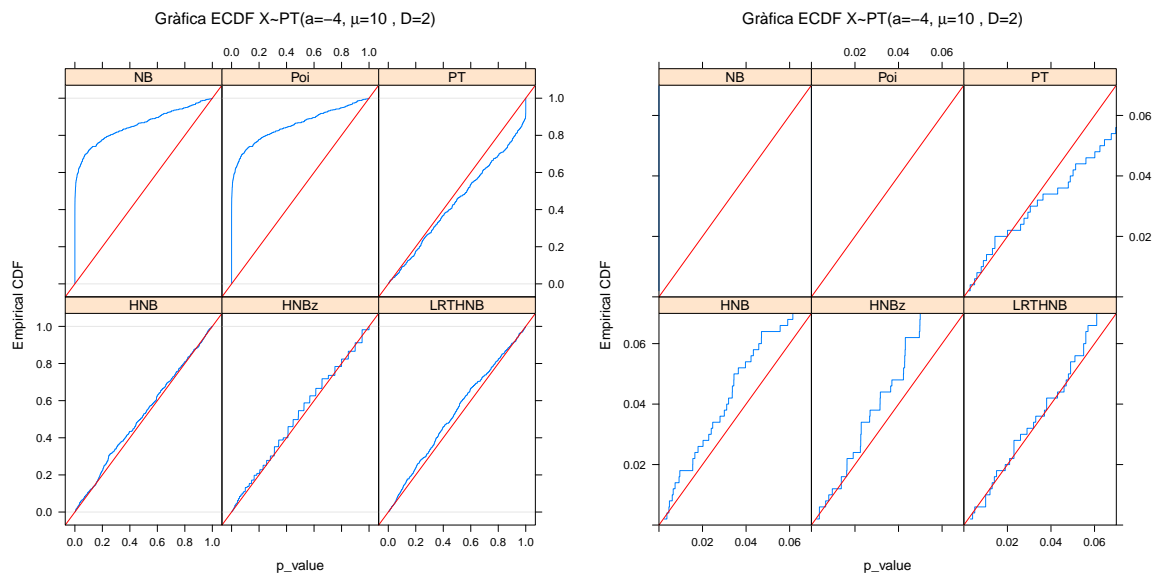 Gràfica ECDF X~PT(a=−4, μ=10 , D=2)
0.0 0.2 0.4 0.6 0.8 1.0
NB Poi PT
1.0
0.8
0.6
0.4
0.2
0.0
HNB HNBz LRTHNB
1.0
0.8
0.6
0.4
0.2
0.0
Empirical CDF
0.0 0.2 0.4 0.6 0.8 1.0 0.0 0.2 0.4 0.6 0.8 1.0
p_value
Gràfica ECDF X~PT(a=−4, μ=10 , D=2)
0.02 0.04 0.06
NB Poi PT
0.06
0.04
0.02
HNB HNBz LRTHNB
0.06
0.04
0.02
Empirical CDF
0.02 0.04 0.06 0.02 0.04 0.06
p_value